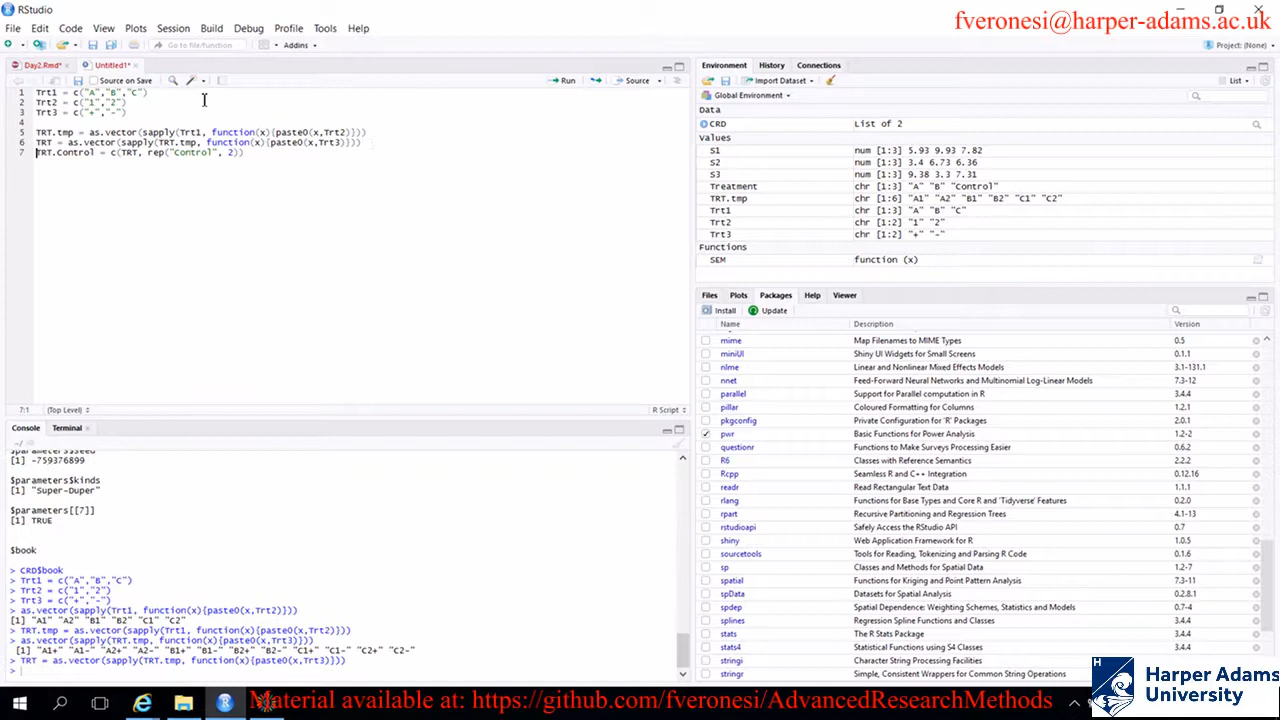 RStudio
fveronesi@harper-adams.ac.uk
File Edit Code View Plots Session Build Debug Profile Tools Help
Go to file/function Addins
Project: (None)
Day2.Rmd* Untitled1*
Source on Save Run Source
1 Trt1 = c("A","B","C")
2 Trt2 = c("1","2")
3 Trt3 = c("+","-")
4
5 TRT.tmp = as.vector(sapply(Trt1, function(x){paste0(x,Trt2)}))
6 TRT = as.vector(sapply(TRT.tmp, function(x){paste0(x,Trt3)}))
7 TRT.Control = c(TRT, rep("Control", 2))
7:1 (Top Level) R Script
Console Terminal
~/
$parameters$seed
[1] -759376899
$parameters$kinds
[1] "Super-Duper"
$parameters[[7]]
[1] TRUE
$book
> CRD$book
> Trt1 = c("A","B","C")
> Trt2 = c("1","2")
> Trt3 = c("+","-")
> as.vector(sapply(Trt1, function(x){paste0(x,Trt2)}))
[1] "A1" "A2" "B1" "B2" "C1" "C2"
> TRT.tmp = as.vector(sapply(Trt1, function(x){paste0(x,Trt2)}))
> as.vector(sapply(TRT.tmp, function(x){paste0(x,Trt3)}))
[1] "A1+" "A1-" "A2+" "A2-" "B1+" "B1-" "B2+" "B2-" "C1+" "C1-" "C2+" "C2-"
> TRT = as.vector(sapply(TRT.tmp, function(x){paste0(x,Trt3)}))
>
Environment History Connections
Import Dataset List
Global Environment
Data
CRD List of 2
Values
S1 num [1:3] 5.93 9.93 7.82
S2 num [1:3] 3.4 6.73 6.36
S3 num [1:3] 9.38 3.3 7.31
Treatment chr [1:3] "A" "B" "Control"
TRT.tmp chr [1:6] "A1" "A2" "B1" "B2" "C1" "C2"
Trt1 chr [1:3] "A" "B" "C"
Trt2 chr [1:2] "1" "2"
Trt3 chr [1:2] "+" "-"
Functions
SEM function (x)
Files Plots Packages Help Viewer
Install Update
Name Description Version
mime Map Filenames to MIME Types 0.5
miniUI Shiny UI Widgets for Small Screens 0.1.1
nlme Linear and Nonlinear Mixed Effects Models 3.1-131.1
nnet Feed-Forward Neural Networks and Multinomial Log-Linear Models 7.3-12
parallel Support for Parallel computation in R 3.4.4
pillar Coloured Formatting for Columns 1.2.1
pkgconfig Private Configuration for 'R' Packages 2.0.1
pwr Basic Functions for Power Analysis 1.2-2
questionr Functions to Make Surveys Processing Easier 0.6.2
R6 Classes with Reference Semantics 2.2.2
Rcpp Seamless R and C++ Integration 0.12.16
readr Read Rectangular Text Data 1.1.1
rlang Functions for Base Types and Core R and 'Tidyverse' Features 0.2.0
rpart Recursive Partitioning and Regression Trees 4.1-13
rstudioapi Safely Access the RStudio API 0.7
shiny Web Application Framework for R 1.0.5
sourcetools Tools for Reading, Tokenizing and Parsing R Code 0.1.6
sp Classes and Methods for Spatial Data 1.2-7
spatial Functions for Kriging and Point Pattern Analysis 7.3-11
spData Datasets for Spatial Analysis 0.2.8.1
spdep Spatial Dependence: Weighting Schemes, Statistics and Models 0.7-4
splines Regression Spline Functions and Classes 3.4.4
stats The R Stats Package 3.4.4
stats4 Statistical Functions using S4 Classes 3.4.4
stringi Character String Processing Facilities
stringr Simple, Consistent Wrappers for Common String Operations
Material available at: https://github.com/fveronesi/AdvancedResearchMethods
Harper Adams
University